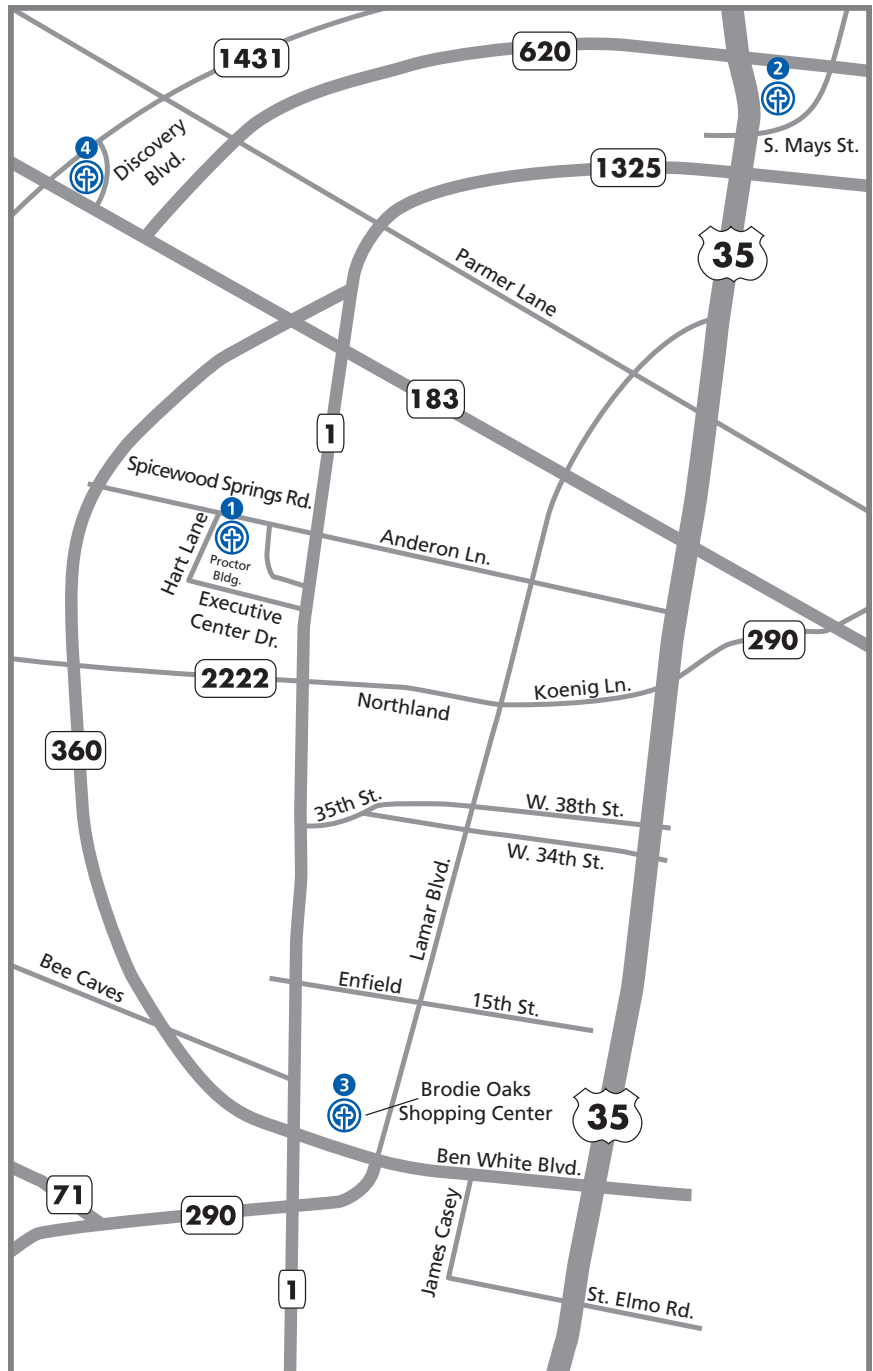 1431
620
2
4
Discovery
Blvd.
S. Mays St.
1325
35
Parmer Lane
183
1
Spicewood Springs Rd.
1
Hart Lane
Proctor
Bldg.
Anderon Ln.
Executive
Center Dr.
290
2222
Koenig Ln.
Northland
360
35th St.
W. 38th St.
W. 34th St.
Lamar Blvd.
Bee Caves
Enfield
15th St.
3
Brodie Oaks
Shopping Center
35
Ben White Blvd.
71
290
James Casey
1
St. Elmo Rd.